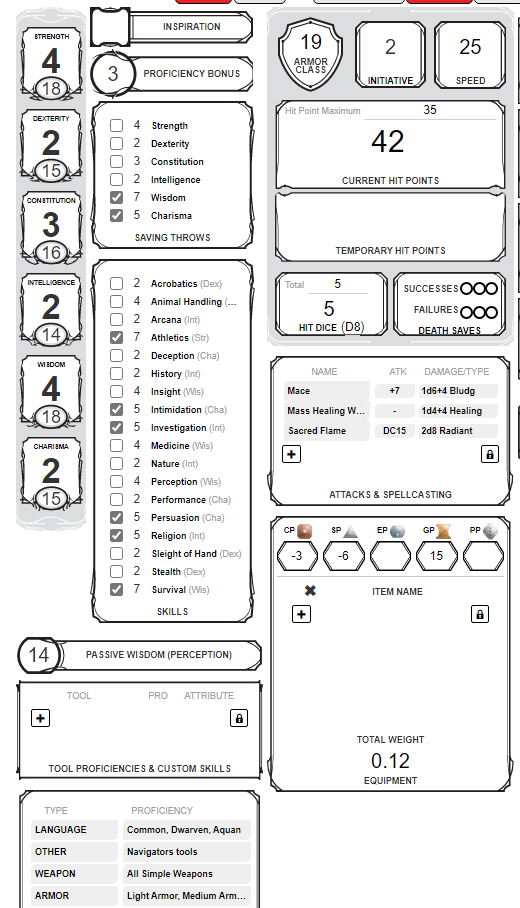 STRENGTH
4
18
DEXTERITY
2
15
CONSTITUTION
3
16
INTELLIGENCE
2
14
WISDOM
4
18
CHARISMA
2
15
INSPIRATION
3 PROFICIENCY BONUS
4 Strength
2 Dexterity
3 Constitution
2 Intelligence
7 Wisdom
5 Charisma
SAVING THROWS
2 Acrobatics (Dex)
4 Animal Handling (...
2 Arcana (Int)
7 Athletics (Str)
2 Deception (Cha)
2 History (Int)
4 Insight (Wis)
5 Intimidation (Cha)
5 Investigation (Int)
4 Medicine (Wis)
2 Nature (Int)
4 Perception (Wis)
2 Performance (Cha)
5 Persuasion (Cha)
5 Religion (Int)
2 Sleight of Hand (Dex)
2 Stealth (Dex)
7 Survival (Wis)
SKILLS
14 PASSIVE WISDOM (PERCEPTION)
TOOL PRO ATTRIBUTE
TOOL PROFICIENCIES & CUSTOM SKILLS
TYPE PROFICIENCY
LANGUAGE Common, Dwarven, Aquan
OTHER Navigators tools
WEAPON All Simple Weapons
ARMOR Light Armor, Medium Arm...
19
ARMOR
CLASS
2
INITIATIVE
25
SPEED
Hit Point Maximum 35
42
CURRENT HIT POINTS
TEMPORARY HIT POINTS
Total 5
5
HIT DICE (D8)
SUCCESSES
FAILURES
DEATH SAVES
NAME ATK DAMAGE/TYPE
Mace +7 1d6+4 Bludg
Mass Healing W... - 1d4+4 Healing
Sacred Flame DC15 2d8 Radiant
ATTACKS & SPELLCASTING
CP SP EP GP PP
-3 -6 15
ITEM NAME
TOTAL WEIGHT
0.12
EQUIPMENT